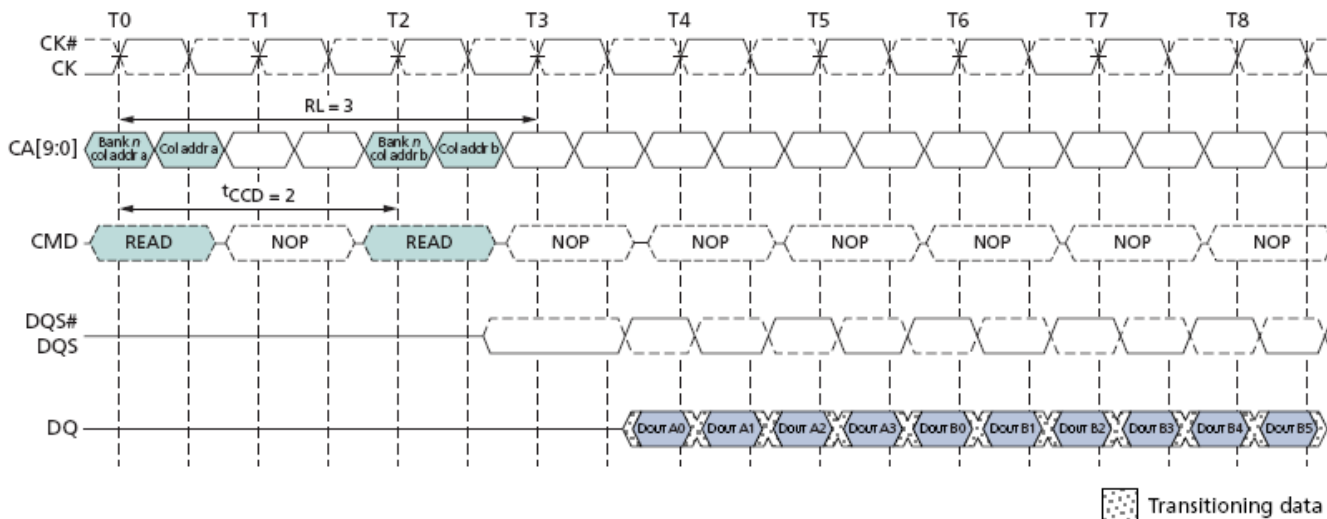 T0 T1 T2 T3 T4 T5 T6 T7 T8
CK#
CK
RL = 3
CA[9:0]
Bank n
col addr a
Col addr a
Bank n
col addr b
Col addr b
tCCD = 2
CMD READ NOP READ NOP NOP NOP NOP NOP NOP
DQS#
DQS
DQ DOUT A0 DOUT A1 DOUT A2 DOUT A3 DOUT B0 DOUT B1 DOUT B2 DOUT B3 DOUT B4 DOUT B5
Transitioning data